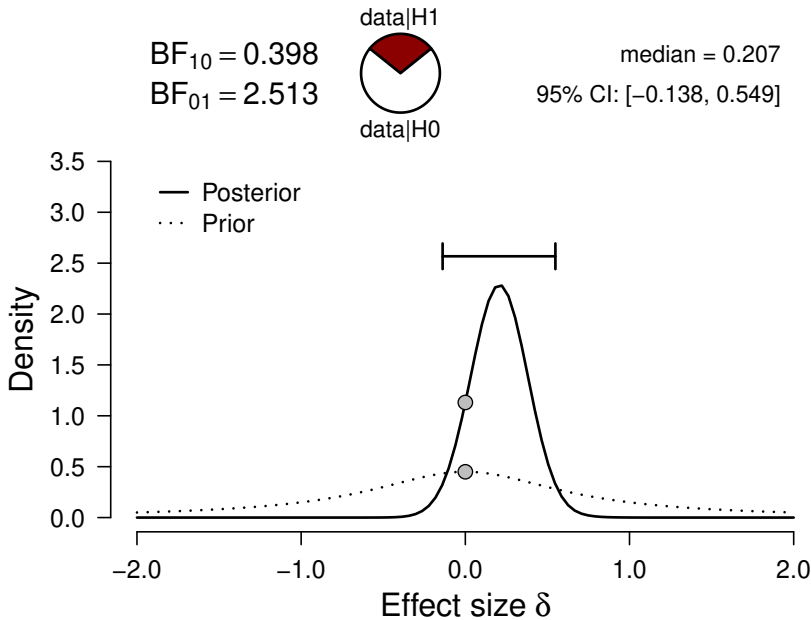 data|H1
BF10 = 0.398
BF01 = 2.513
data|H0
median = 0.207
95% CI: [−0.138, 0.549]
Posterior
Prior
3.5
3.0
2.5
2.0
1.5
1.0
0.5
0.0
Density
−2.0 −1.0 0.0 1.0 2.0
Effect size δ